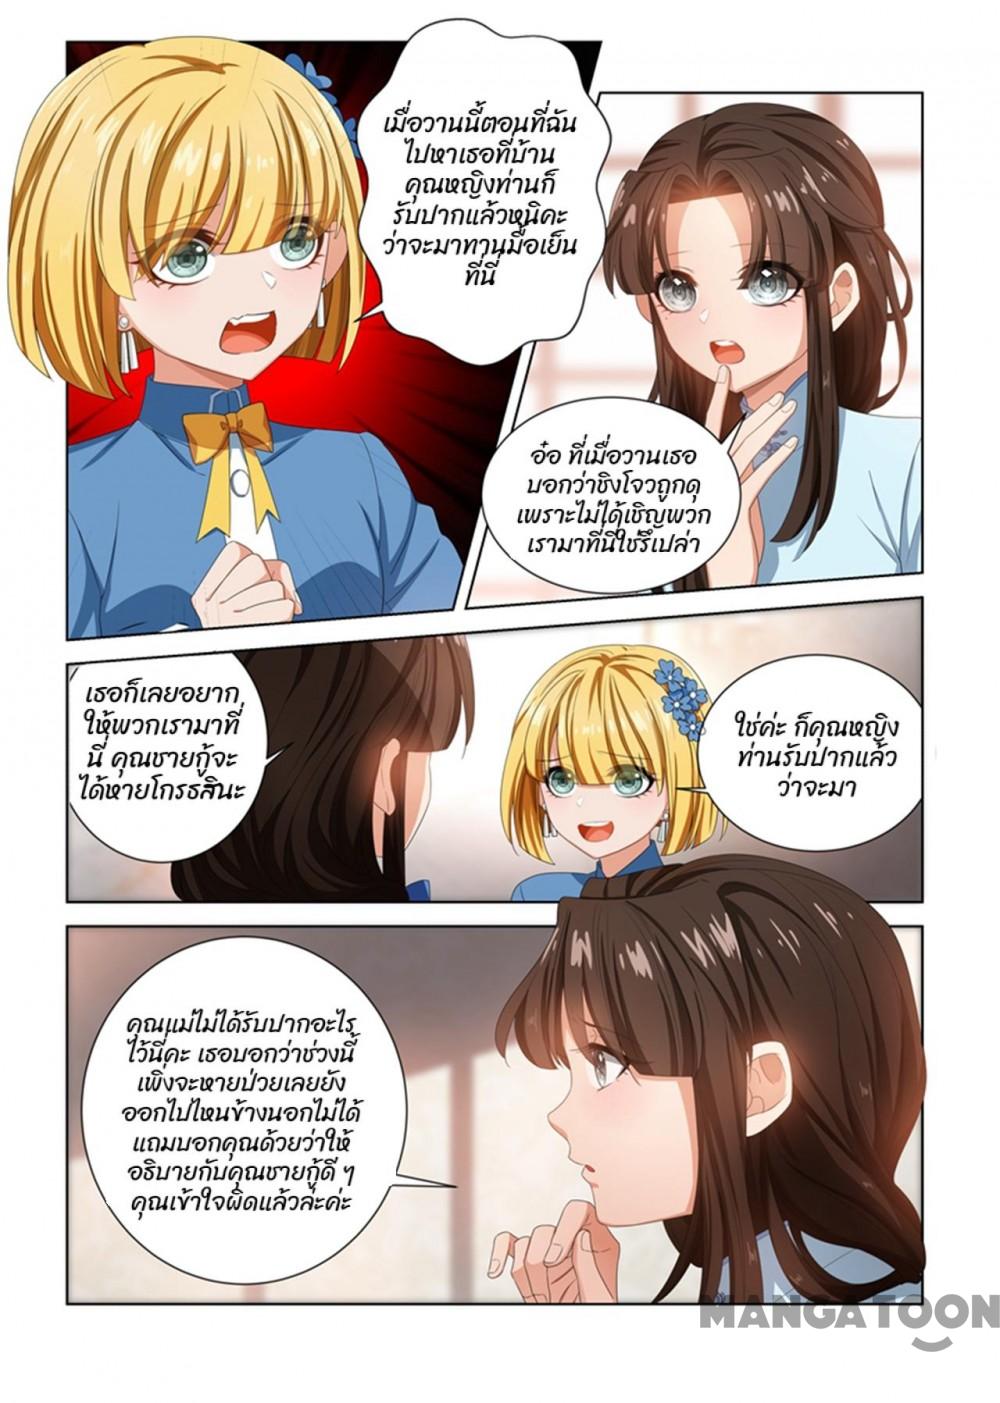 เมื่อวานนี้ตอนที่ฉัน
ไปหาเธอที่บ้าน
คุณหญิงท่านก็
รับปากแล้วหนิคะ
ว่าจะมาทานมื้อเย็น
ที่นี่
อ๋อ ที่เมื่อวานเธอ
บอกว่าชิงโจวถูกดุ
เพราะไม่ได้เชิญพวก
เรามาที่นี่ใช่รึเปล่า
เธอก็เลยอยาก
ให้พวกเรามาที่
นี่ คุณชายกู้จะ
ได้หายโกรธสินะ
ใช่ค่ะ ก็คุณหญิง
ท่านรับปากแล้ว
ว่าจะมา
คุณแม่ไม่ได้รับปากอะไร
ไว้นี่คะ เธอบอกว่าช่วงนี้
เพิ่งจะหายป่วยเลยยัง
ออกไปไหนข้างนอกไม่ได้
แถมบอกคุณด้วยว่าให้
อธิบายกับคุณชายกู้ดี ๆ
คุณเข้าใจผิดแล้วล่ะค่ะ
MANGATOON